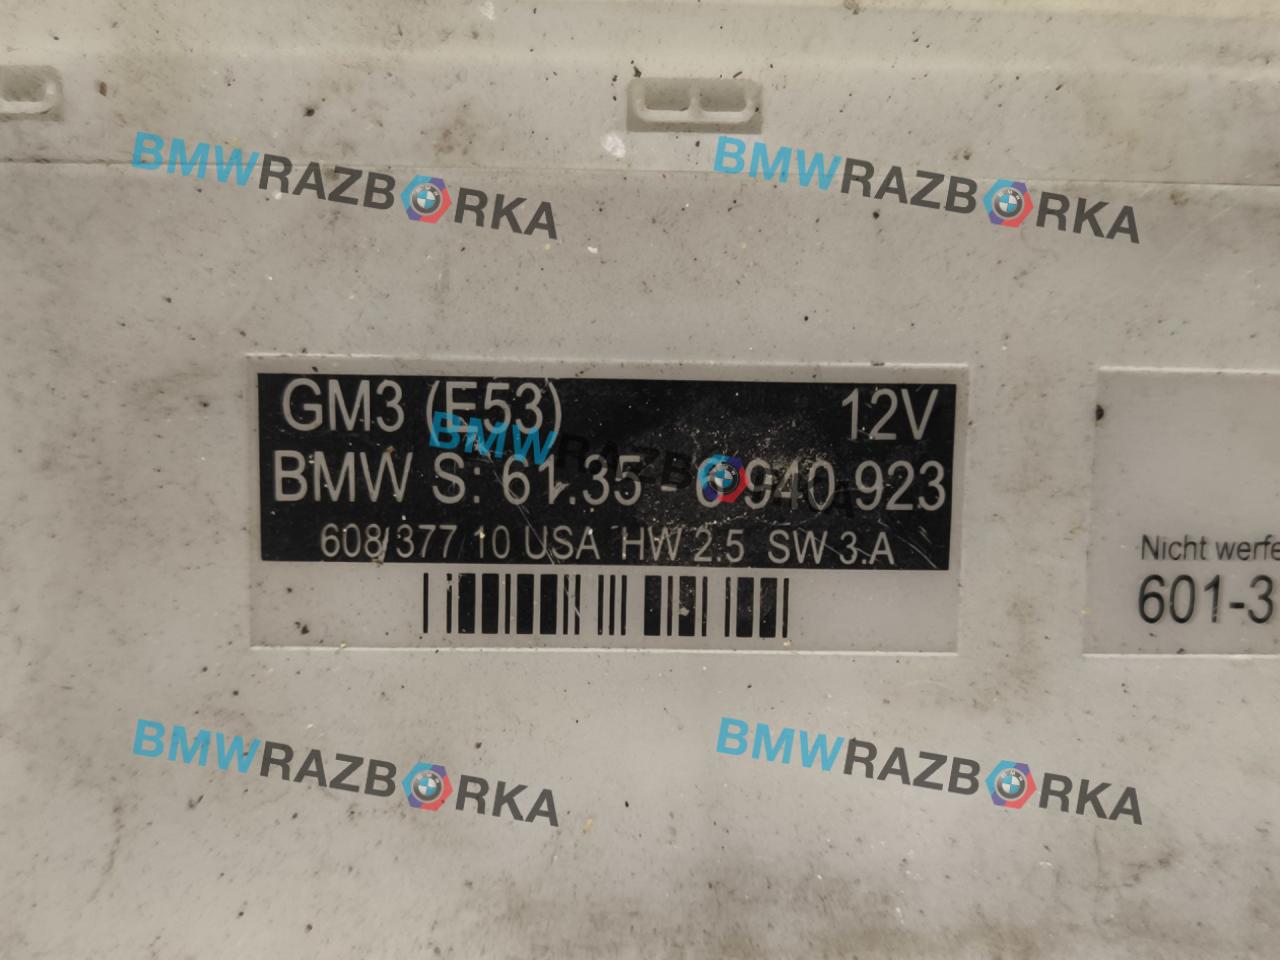 BMWRAZBORKA
BMWRAZBORKA
GM3 (E53) 12V
BMWRAZBORKA
BMW S: 61.35 - 6 940 923
608/377 10 USA HW 2.5 SW 3.A
Nicht werfe
601-3
BMWRAZBORKA
BMWRAZBORKA